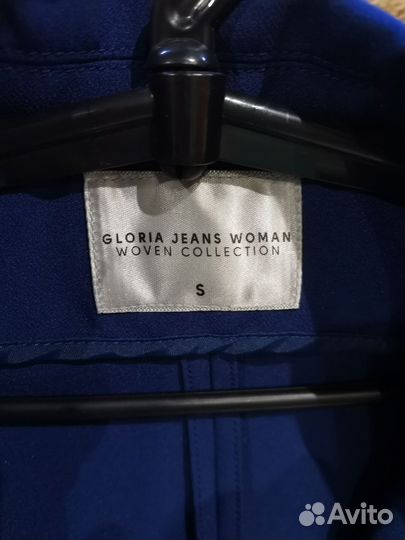 GLORIA JEANS WOMAN
WOVEN COLLECTION
S
Avito